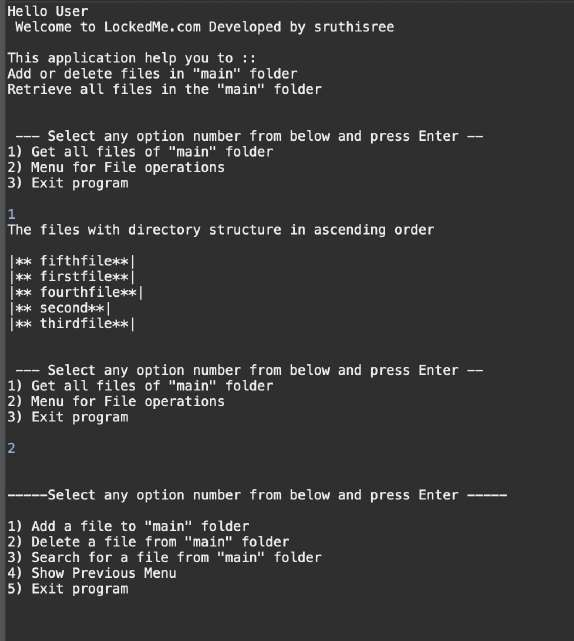 Hello User
Welcome to LockedMe.com Developed by sruthisree
This application help you to ::
Add or delete files in "main" folder
Retrieve all files in the "main" folder
--- Select any option number from below and press Enter --
1) Get all files of "main" folder
2) Menu for File operations
3) Exit program
1
The files with directory structure in ascending order
|** fifthfile**|
|** firstfile**|
|** fourthfile**|
|** second**|
|** thirdfile**|
--- Select any option number from below and press Enter --
1) Get all files of "main" folder
2) Menu for File operations
3) Exit program
2
-----Select any option number from below and press Enter -----
1) Add a file to "main" folder
2) Delete a file from "main" folder
3) Search for a file from "main" folder
4) Show Previous Menu
5) Exit program